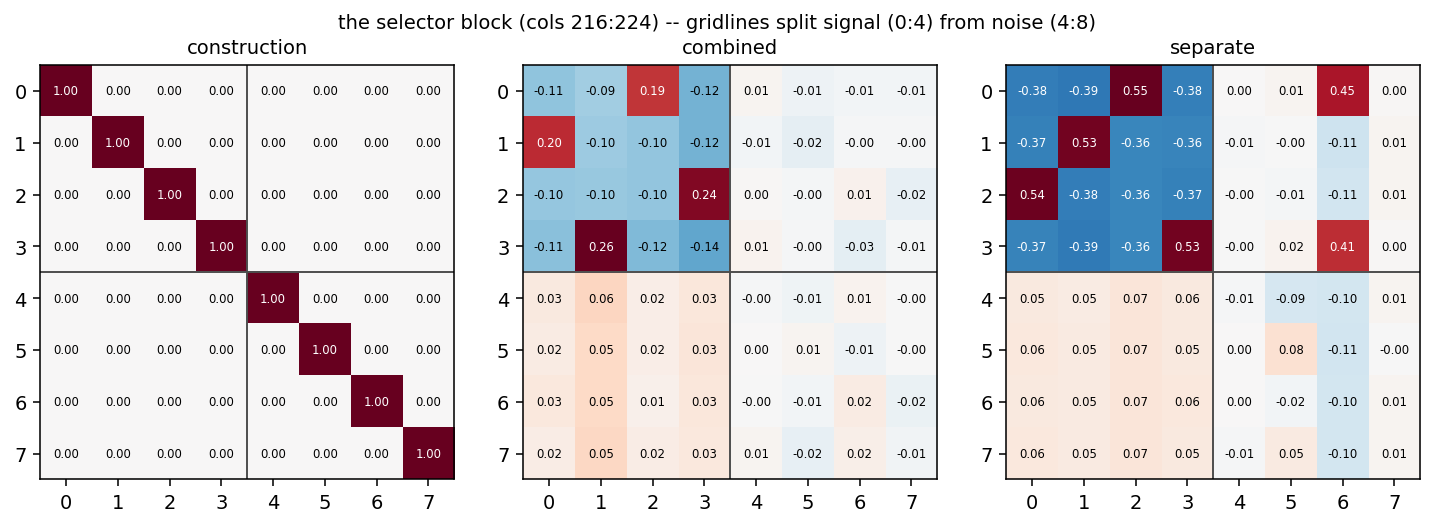 the selector block (cols 216:224) -- gridlines split signal (0:4) from noise (4:8)
construction combined separate
0 1.00 0.00 0.00 0.00 0.00 0.00 0.00 0.00 0 -0.11 -0.09 0.19 -0.12 0.01 -0.01 -0.01 -0.01 0 -0.38 -0.39 0.55 -0.38 0.00 0.01 0.45 0.00
1 0.00 1.00 0.00 0.00 0.00 0.00 0.00 0.00 1 0.20 -0.10 -0.10 -0.12 -0.01 -0.02 -0.00 -0.00 1 -0.37 0.53 -0.36 -0.36 -0.01 -0.00 -0.11 0.01
2 0.00 0.00 1.00 0.00 0.00 0.00 0.00 0.00 2 -0.10 -0.10 -0.10 0.24 0.00 -0.00 0.01 -0.02 2 0.54 -0.38 -0.36 -0.37 -0.00 -0.01 -0.11 0.01
3 0.00 0.00 0.00 1.00 0.00 0.00 0.00 0.00 3 -0.11 0.26 -0.12 -0.14 0.01 -0.00 -0.03 -0.01 3 -0.37 -0.39 -0.36 0.53 -0.00 0.02 0.41 0.00
4 0.00 0.00 0.00 0.00 1.00 0.00 0.00 0.00 4 0.03 0.06 0.02 0.03 -0.00 -0.01 0.01 -0.00 4 0.05 0.05 0.07 0.06 -0.01 -0.09 -0.10 0.01
5 0.00 0.00 0.00 0.00 0.00 1.00 0.00 0.00 5 0.02 0.05 0.02 0.03 0.00 0.01 -0.01 -0.00 5 0.06 0.05 0.07 0.05 0.00 0.08 -0.11 -0.00
6 0.00 0.00 0.00 0.00 0.00 0.00 1.00 0.00 6 0.03 0.05 0.01 0.03 -0.00 -0.01 0.02 -0.02 6 0.06 0.05 0.07 0.06 0.00 -0.02 -0.10 0.01
7 0.00 0.00 0.00 0.00 0.00 0.00 0.00 1.00 7 0.02 0.05 0.02 0.03 0.01 -0.02 0.02 -0.01 7 0.06 0.05 0.07 0.05 -0.01 0.05 -0.10 0.01
0 1 2 3 4 5 6 7 0 1 2 3 4 5 6 7 0 1 2 3 4 5 6 7